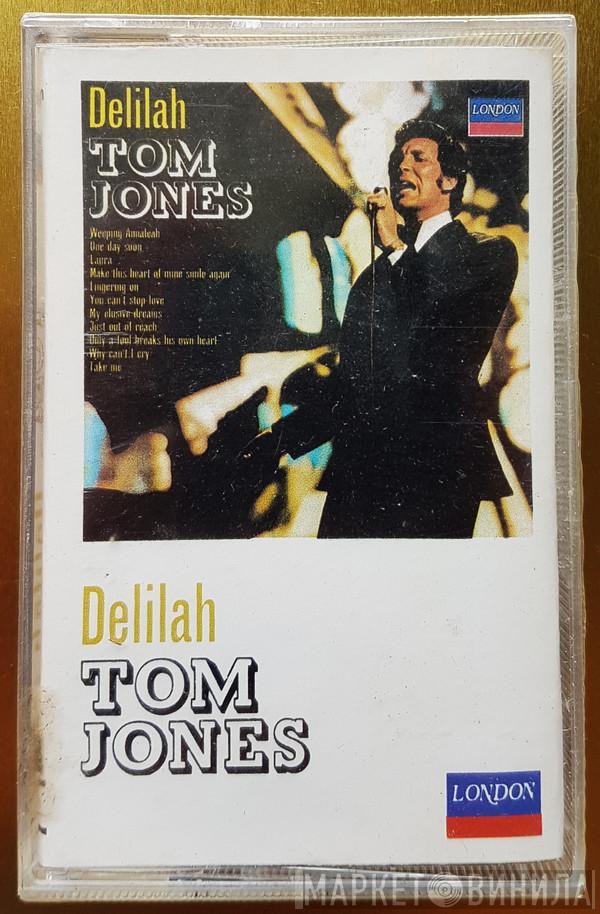 Delilah
TOM
JONES
LONDON
Weeping Annaleah
One day soon
Laura
Make this heart of mine smile again
Lingering on
You can't stop love
My elusive dreams
Just out of reach
Only a fool breaks his own heart
Why can't I cry
Take me
Delilah
TOM
JONES
LONDON
МАРКЕТ ВИНИЛА